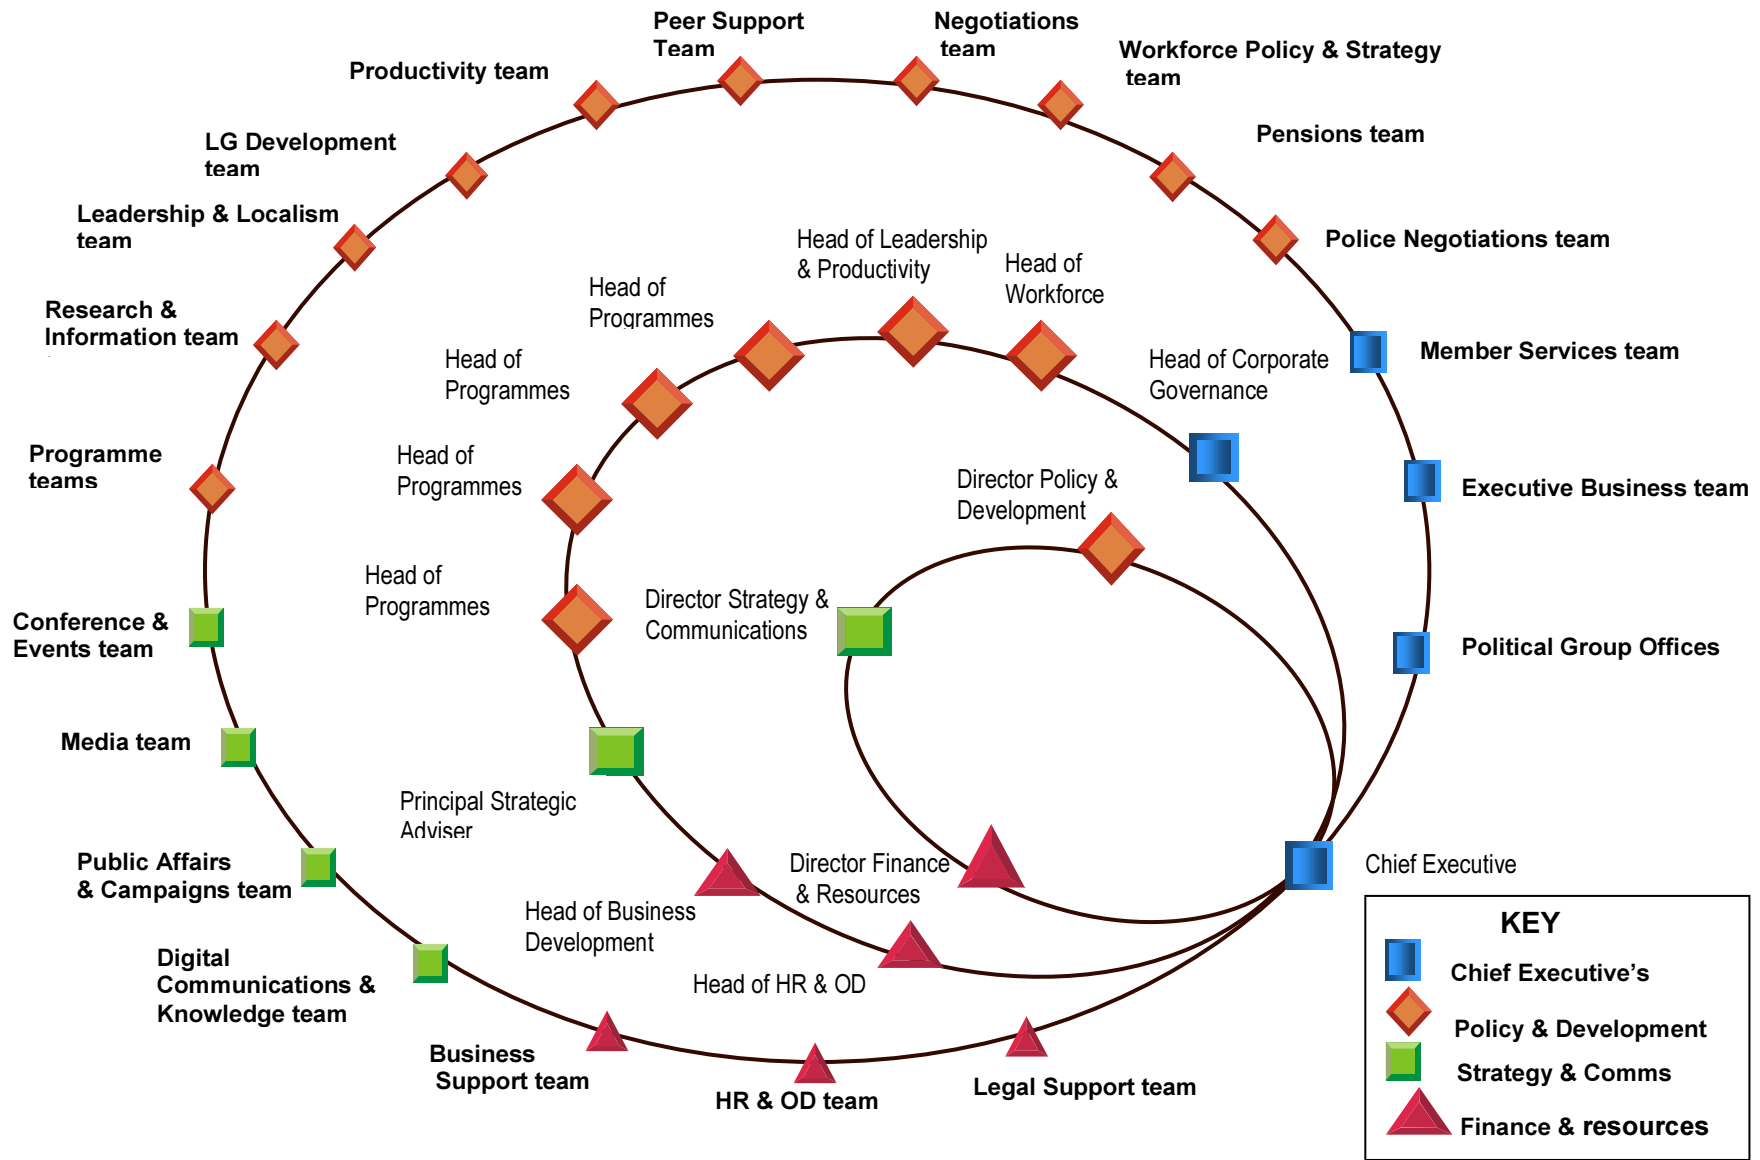 Peer Support
Team
Negotiations
team
Workforce Policy & Strategy
team
Productivity team
Pensions team
LG Development
team
Leadership & Localism
team
Police Negotiations team
Head of Leadership
& Productivity
Head of
Workforce
Head of
Programmes
Research &
Information team
Head of
Programmes
Head of Corporate
Governance
Member Services team
Programme
teams
Head of
Programmes
Director Policy &
Development
Executive Business team
Head of
Programmes
Director Strategy &
Communications
Conference &
Events team
Political Group Offices
Media team
Principal Strategic
Adviser
Public Affairs
& Campaigns team
Director Finance
& Resources
Chief Executive
Head of Business
Development
Head of HR & OD
Digital
Communications &
Knowledge team
Business
Support team
HR & OD team
Legal Support team
KEY
Chief Executive’s
Policy & Development
Strategy & Comms
Finance & resources